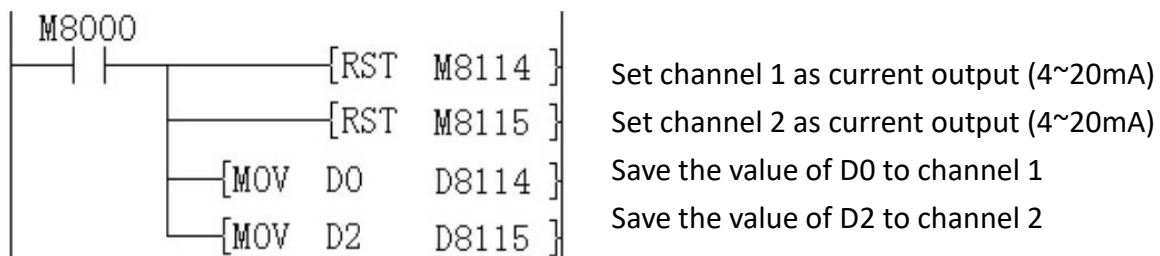 M8000
[RST M8114 ] Set channel 1 as current output (4~20mA)
[RST M8115 ] Set channel 2 as current output (4~20mA)
[MOV D0 D8114 ] Save the value of D0 to channel 1
[MOV D2 D8115 ] Save the value of D2 to channel 2